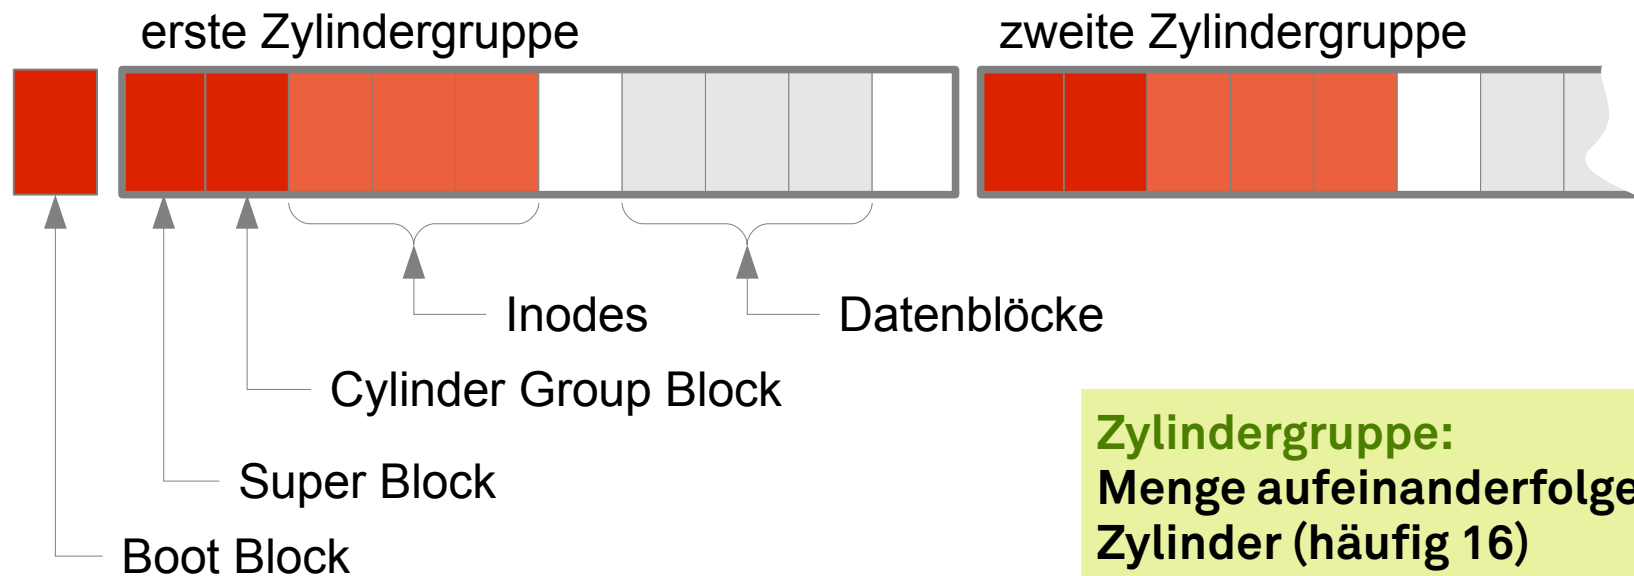 erste Zylindergruppe
zweite Zylindergruppe
Inodes
Datenblöcke
Cylinder Group Block
Super Block
Boot Block
Zylindergruppe:
Menge aufeinanderfolge
Zylinder (häufig 16)